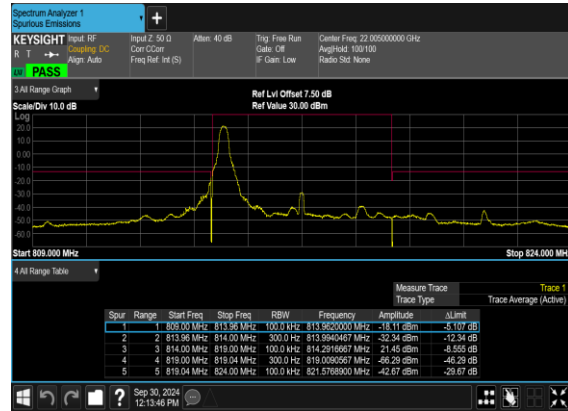 Spectrum Analyzer 1
Spurious Emissions
KEYSIGHT Input: RF Input Z: 50 Ω Atten: 40 dB Trig: Free Run Center Freq: 22.005000000 GHz
R T Coupling: DC Corr CCorr Gate: Off Avg|Hold: 100/100
Align: Auto Freq Ref: Int (S) IF Gain: Low Radio Std: None
LW PASS
3 All Range Graph
Ref Lvl Offset 7.50 dB
Scale/Div 10.0 dB Ref Value 30.00 dBm
Log
20.0
10.0
0.00
-10.0
-20.0
-30.0
-40.0
-50.0
-60.0
Start 809.000 MHz Stop 824.000 MHz
4 All Range Table
Measure Trace Trace 1
Trace Type Trace Average (Active)
Spur Range Start Freq Stop Freq RBW Frequency Amplitude ΔLimit
1 1 809.00 MHz 813.96 MHz 100.0 kHz 813.9620000 MHz -18.11 dBm -5.107 dB
2 2 813.96 MHz 814.00 MHz 300.0 Hz 813.9940467 MHz -32.34 dBm -12.34 dB
3 3 814.00 MHz 819.00 MHz 100.0 kHz 814.2916667 MHz 21.45 dBm -8.555 dB
4 4 819.00 MHz 819.04 MHz 300.0 Hz 819.0090567 MHz -66.29 dBm -46.29 dB
5 5 819.04 MHz 824.00 MHz 100.0 kHz 821.5768900 MHz -42.67 dBm -29.67 dB
Sep 30, 2024
12:13:46 PM